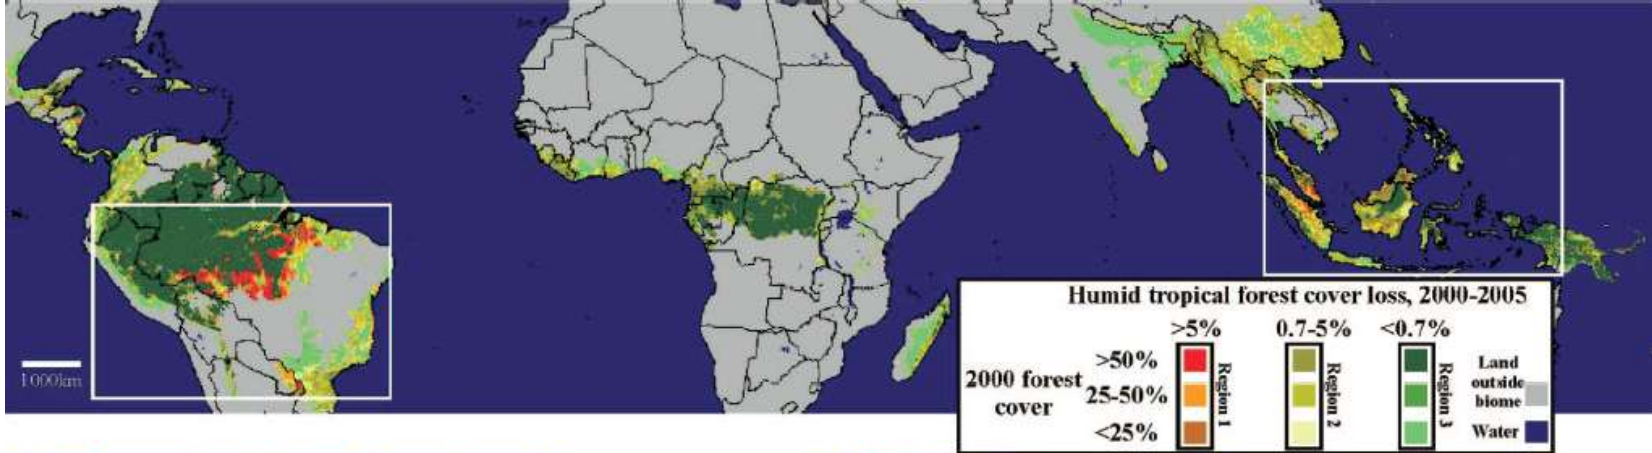 1000km
Humid tropical forest cover loss, 2000-2005
>5% 0.7-5% <0.7%
2000 forest cover
>50%
25-50%
<25%
Region 1
Region 2
Region 3
Land outside biome
Water